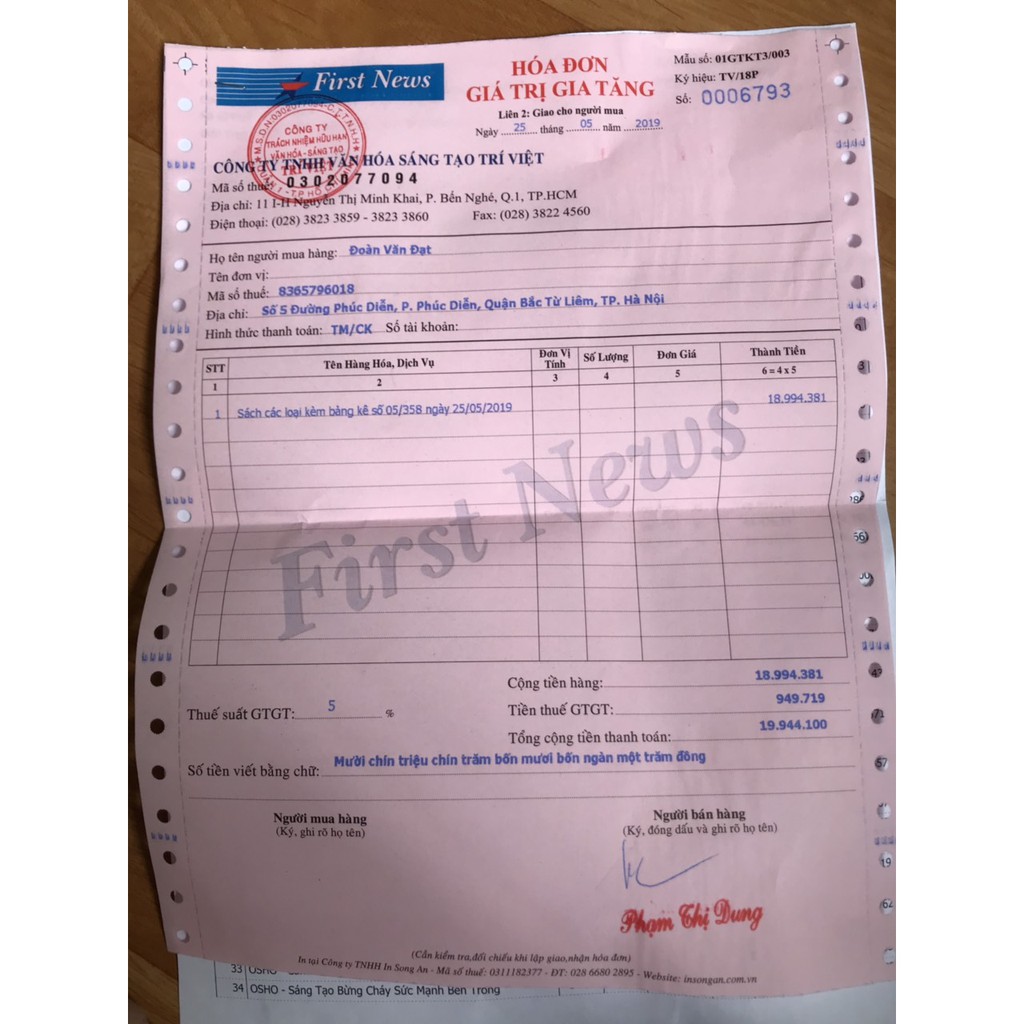 First News
HÓA ĐƠN
GIÁ TRỊ GIA TĂNG
Liên 2: Giao cho người mua
Ngày 25 tháng 05 năm 2019
Mẫu số: 01GTKT3/003
Ký hiệu: TV/18P
Số: 0006793
CÔNG TY
TRÁCH NHIỆM HỮU HẠN
VĂN HÓA - SÁNG TẠO
TRÍ VIỆT
CÔNG TY TNHH VĂN HÓA SÁNG TẠO TRÍ VIỆT
Mã số thuế: 0302077094
Địa chỉ: 11 I-H Nguyễn Thị Minh Khai, P. Bến Nghé, Q.1, TP.HCM
Điện thoại: (028) 3823 3859 - 3823 3860 Fax: (028) 3822 4560
Họ tên người mua hàng: Đoàn Văn Đạt
Tên đơn vị:
Mã số thuế: 8365796018
Địa chỉ: Số 5 Đường Phúc Diễn, P. Phúc Diễn, Quận Bắc Từ Liêm, TP. Hà Nội
Hình thức thanh toán: TM/CK Số tài khoản:
STT Tên Hàng Hóa, Dịch Vụ Đơn Vị Tính Số Lượng Đơn Giá Thành Tiền
1 2 3 4 5 6 = 4 x 5
1 Sách các loại kèm bảng kê số 05/358 ngày 25/05/2019 18.994.381
First News
Cộng tiền hàng: 18.994.381
Thuế suất GTGT: 5 % Tiền thuế GTGT: 949.719
Tổng cộng tiền thanh toán: 19.944.100
Số tiền viết bằng chữ: Mười chín triệu chín trăm bốn mươi bốn ngàn một trăm đồng
Người mua hàng
(Ký, ghi rõ họ tên)
Người bán hàng
(Ký, đóng dấu và ghi rõ họ tên)
Phạm Thị Dung
(Cần kiểm tra,đối chiếu khi lập giao,nhận hóa đơn)
In tại Công ty TNHH In Song An - Mã số thuế: 0311182377 - ĐT: 028 6680 2895 - Website: insongan.com.vn
33 OSHO
34 OSHO - Sáng Tạo Bừng Cháy Sức Mạnh Bên Trong